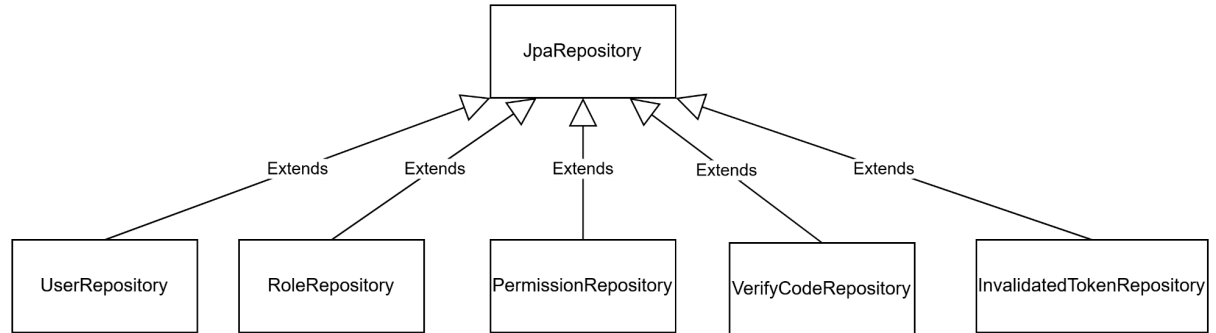 JpaRepository
Extends
Extends
Extends
Extends
Extends
UserRepository
RoleRepository
PermissionRepository
VerifyCodeRepository
InvalidatedTokenRepository